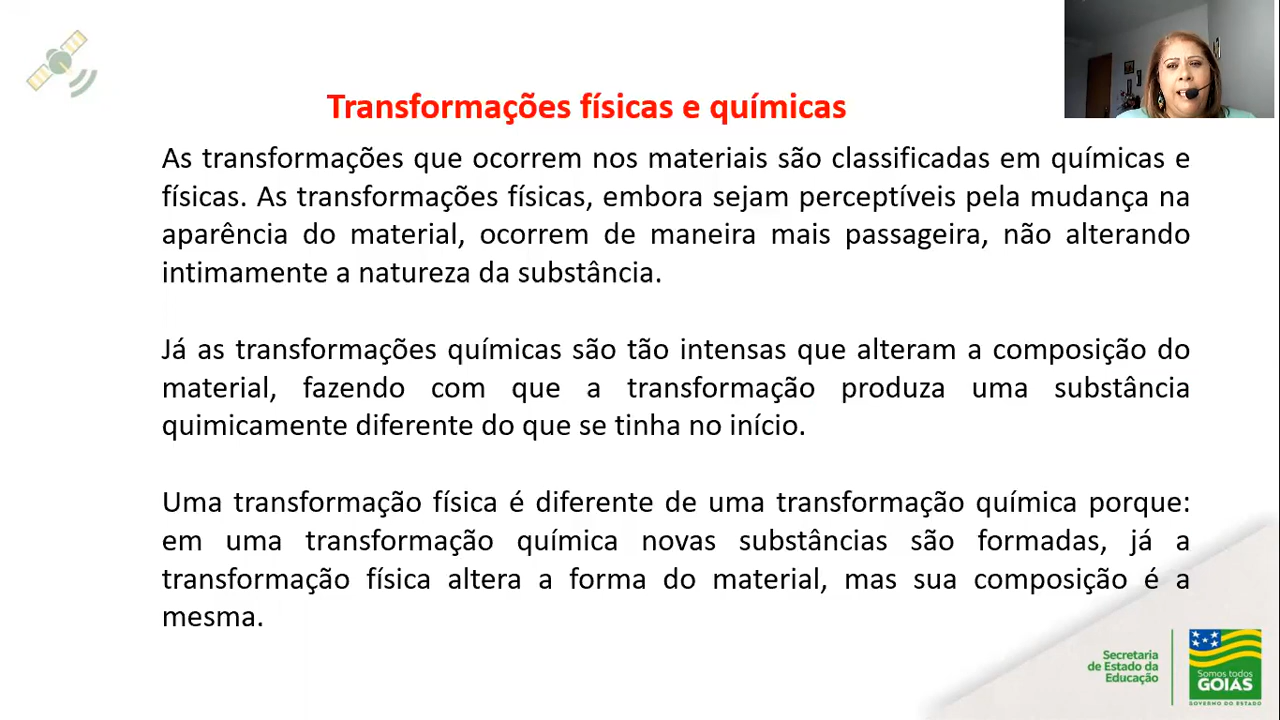 Transformações físicas e químicas
As transformações que ocorrem nos materiais são classificadas em químicas e
físicas. As transformações físicas, embora sejam perceptíveis pela mudança na
aparência do material, ocorrem de maneira mais passageira, não alterando
intimamente a natureza da substância.
Já as transformações químicas são tão intensas que alteram a composição do
material, fazendo com que a transformação produza uma substância
quimicamente diferente do que se tinha no início.
Uma transformação física é diferente de uma transformação química porque:
em uma transformação química novas substâncias são formadas, já a
transformação física altera a forma do material, mas sua composição é a
mesma.
Secretaria
de Estado da
Educação
Somos todos
GOIÁS
GOVERNO DO ESTADO